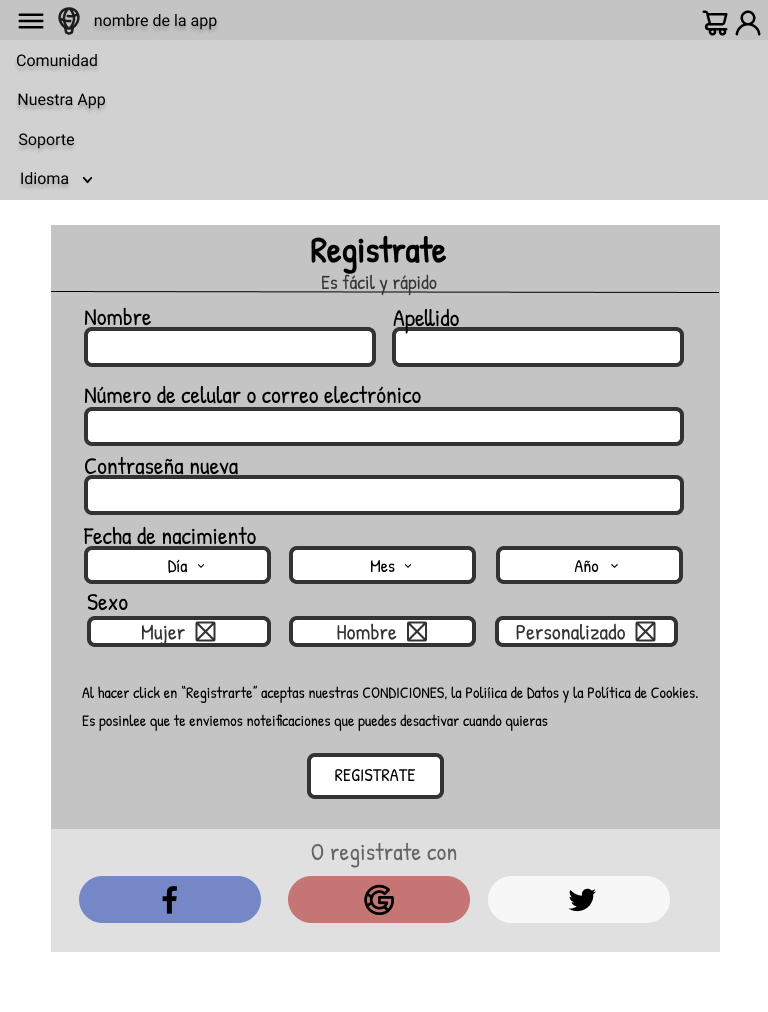 nombre de la app
Comunidad
Nuestra App
Soporte
Idioma
Registrate
Es fácil y rápido
Nombre Apellido
Número de celular o correo electrónico
Contraseña nueva
Fecha de nacimiento
Día Mes Año
Sexo
Mujer Hombre Personalizado
Al hacer click en "Registrarte" aceptas nuestras CONDICIONES, la Poliíica de Datos y la Política de Cookies.
Es posinlee que te enviemos noteificaciones que puedes desactivar cuando quieras
REGISTRATE
O registrate con